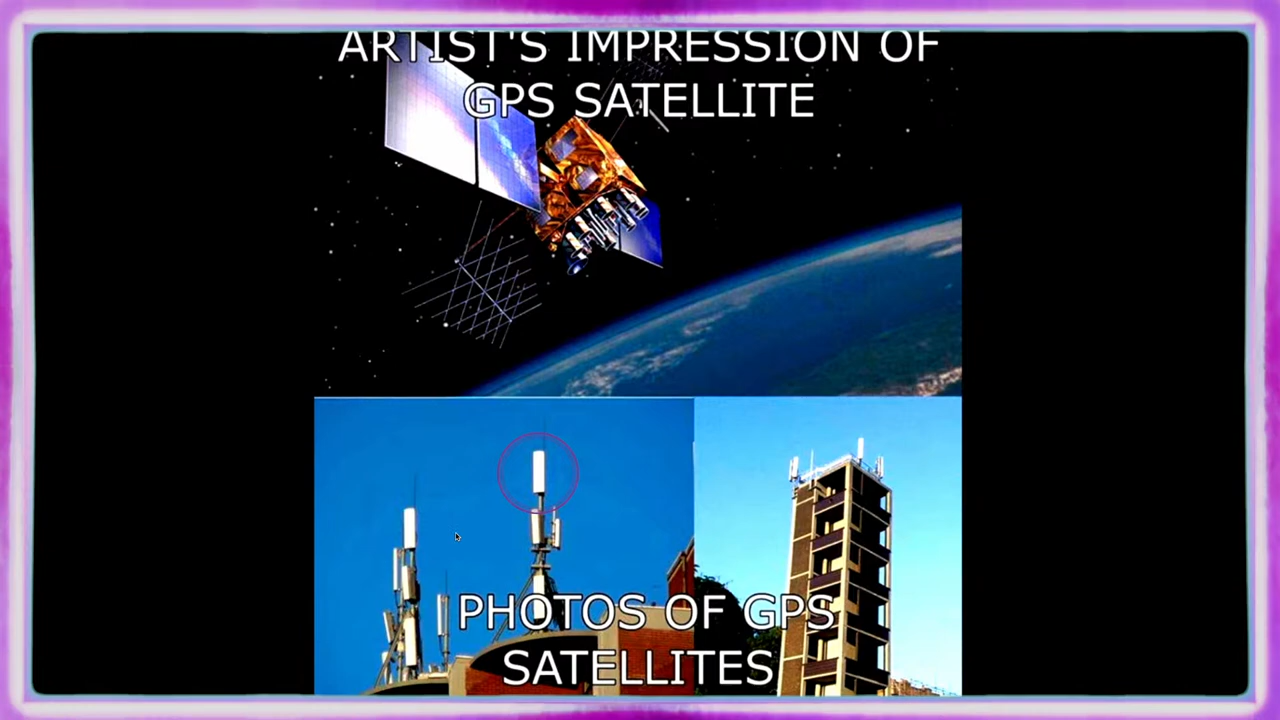 ARTIST'S IMPRESSION OF
GPS SATELLITE
PHOTOS OF GPS
SATELLITES